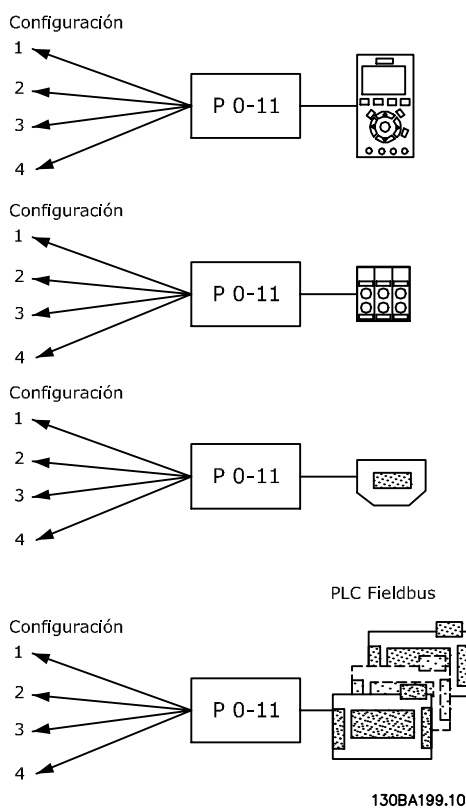 Configuración
1
2
3
4
P 0-11
Configuración
1
2
3
4
P 0-11
Configuración
1
2
3
4
P 0-11
PLC Fieldbus
Configuración
1
2
3
4
P 0-11
130BA199.10